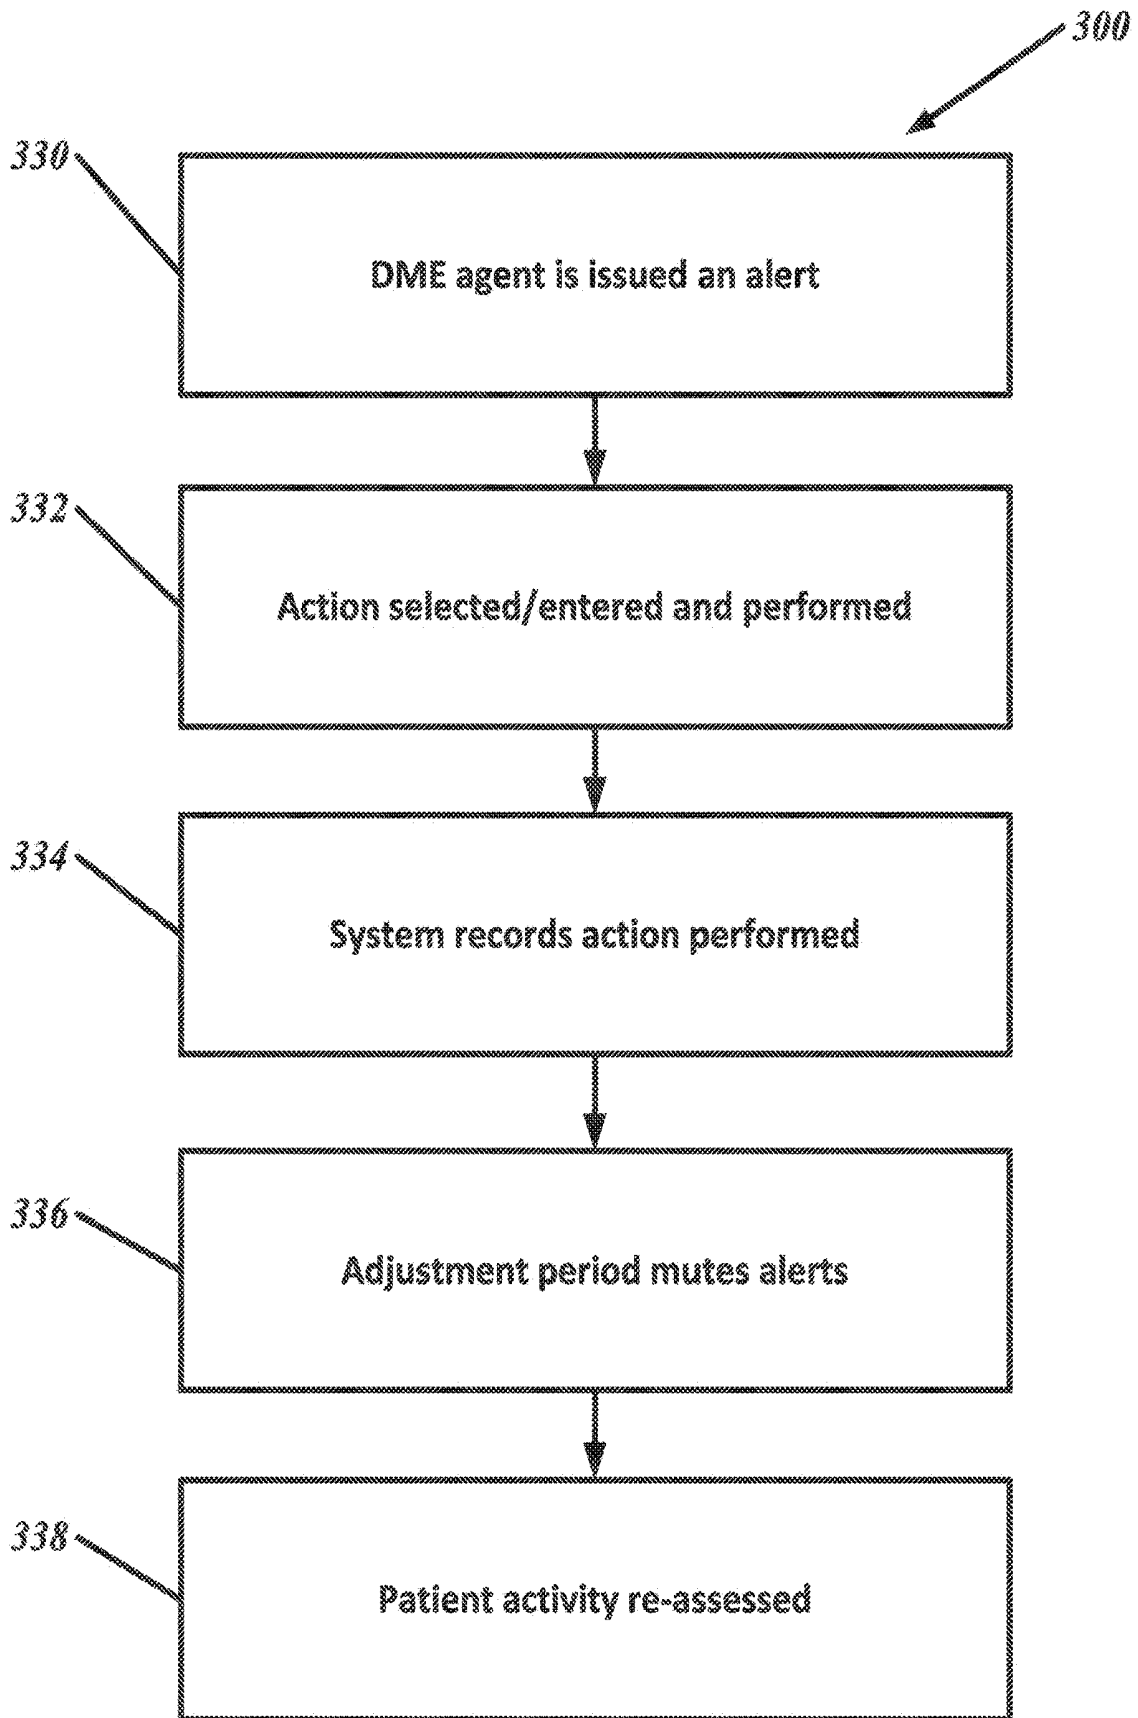 300
330
DME agent is issued an alert
332
Action selected/entered and performed
334
System records action performed
336
Adjustment period mutes alerts
338
Patient activity re-assessed